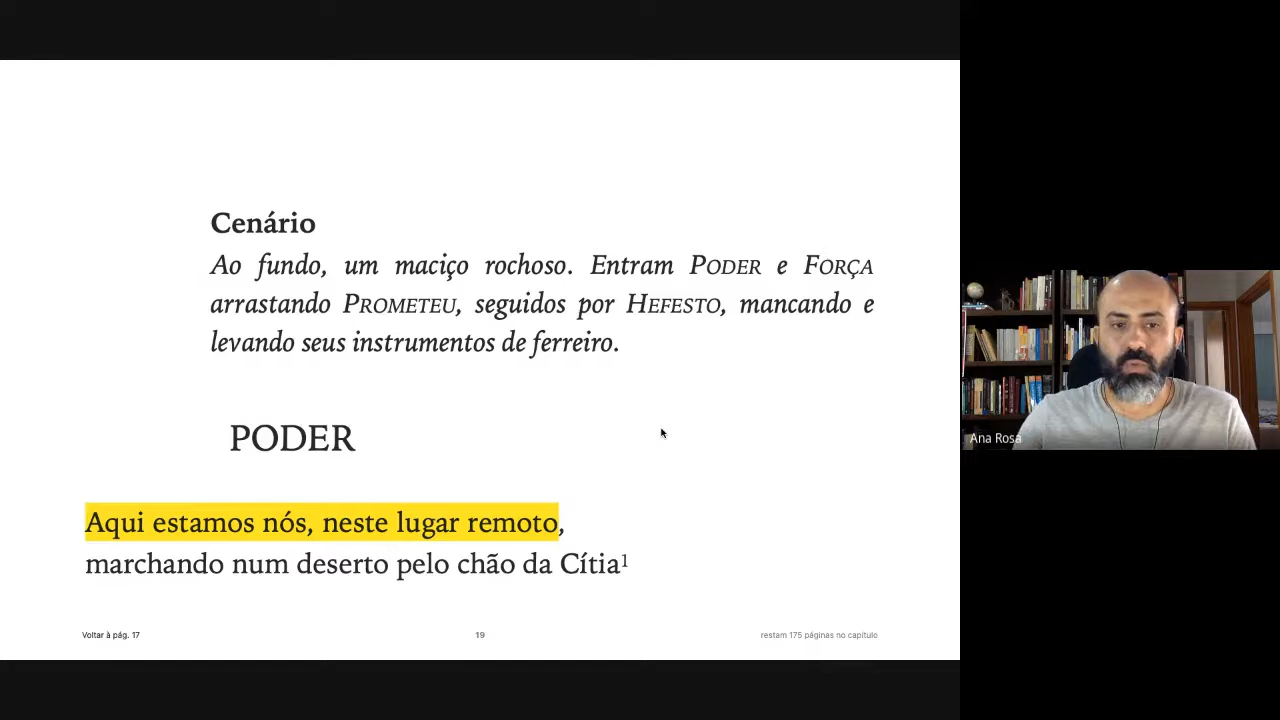 Cenário
Ao fundo, um maciço rochoso. Entram PODER e FORÇA
arrastando PROMETEU, seguidos por HEFESTO, mancando e
levando seus instrumentos de ferreiro.
PODER
Aqui estamos nós, neste lugar remoto,
marchando num deserto pelo chão da Cítia¹
Voltar à pág. 17
19
restam 175 páginas no capítulo
Ana Rosa